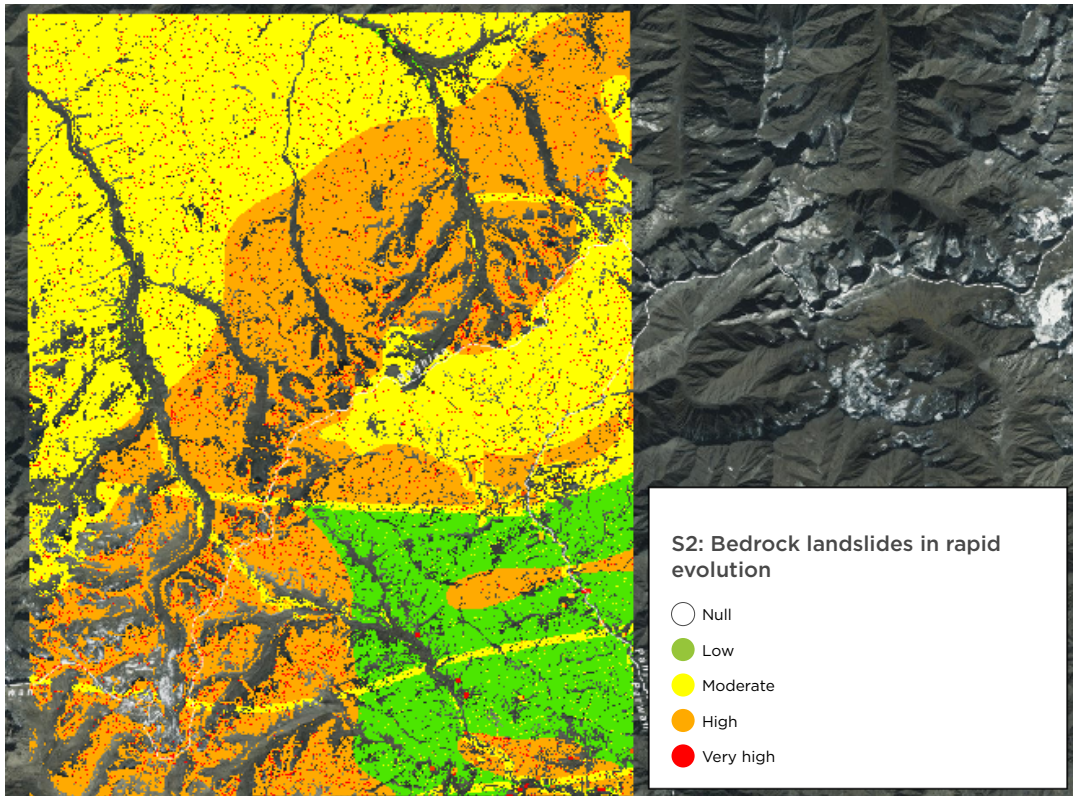 S2: Bedrock landslides in rapid
evolution
Null
Low
Moderate
High
Very high